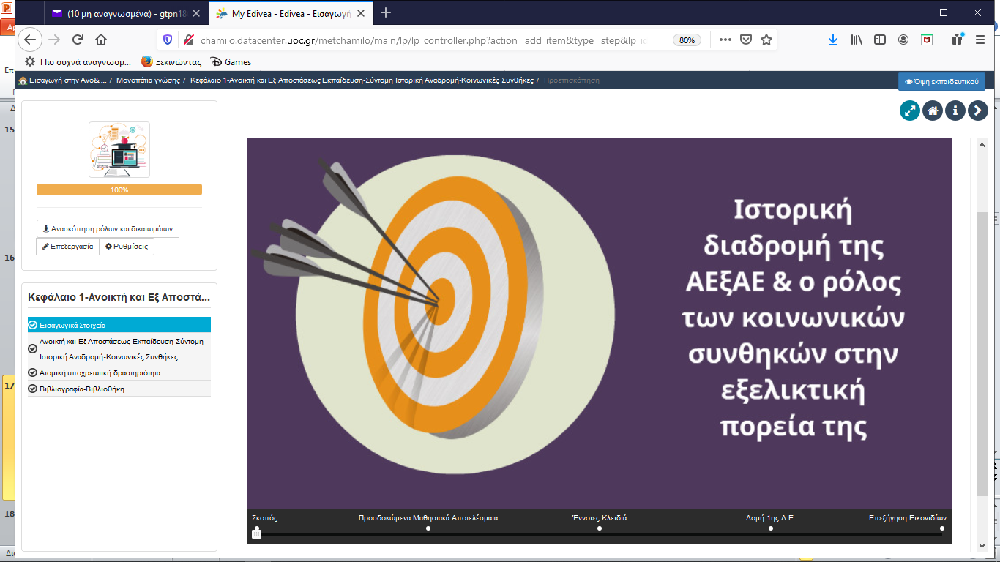 (10 μη αναγνωσμένα) - gtpn18
My Edivea - Edivea - Εισαγωγή
chamilo.datacenter.uoc.gr/metchamilo/main/lp/lp_controller.php?action=add_item&type=step&lp_ic
80%
Πιο συχνά αναγνωσμ...
Ξεκινώντας
Games
Εισαγωγή στην Ανο& ... / Μονοπάτια γνώσης / Κεφάλαιο 1-Ανοικτή και Εξ Αποστάσεως Εκπαίδευση-Σύντομη Ιστορική Αναδρομή-Κοινωνικές Συνθήκες / Προεπισκόπηση
Όψη εκπαιδευτικού
15
16
17
18
100%
Ανασκόπηση ρόλων και δικαιωμάτων
Επεξεργασία
Ρυθμίσεις
Κεφάλαιο 1-Ανοικτή και Εξ Αποστά...
Εισαγωγικά Στοιχεία
Ανοικτή και Εξ Αποστάσεως Εκπαίδευση-Σύντομη
Ιστορική Αναδρομή-Κοινωνικές Συνθήκες
Ατομική υποχρεωτική δραστηριότητα
Βιβλιογραφία-Βιβλιοθήκη
Ιστορική
διαδρομή της
ΑΕξΑΕ & ο ρόλος
των κοινωνικών
συνθηκών στην
εξελικτική
πορεία της
Σκοπός
Προσδοκώμενα Μαθησιακά Αποτελέσματα
Έννοιες Κλειδιά
Δομή 1ης Δ.Ε.
Επεξήγηση Εικονιδίων